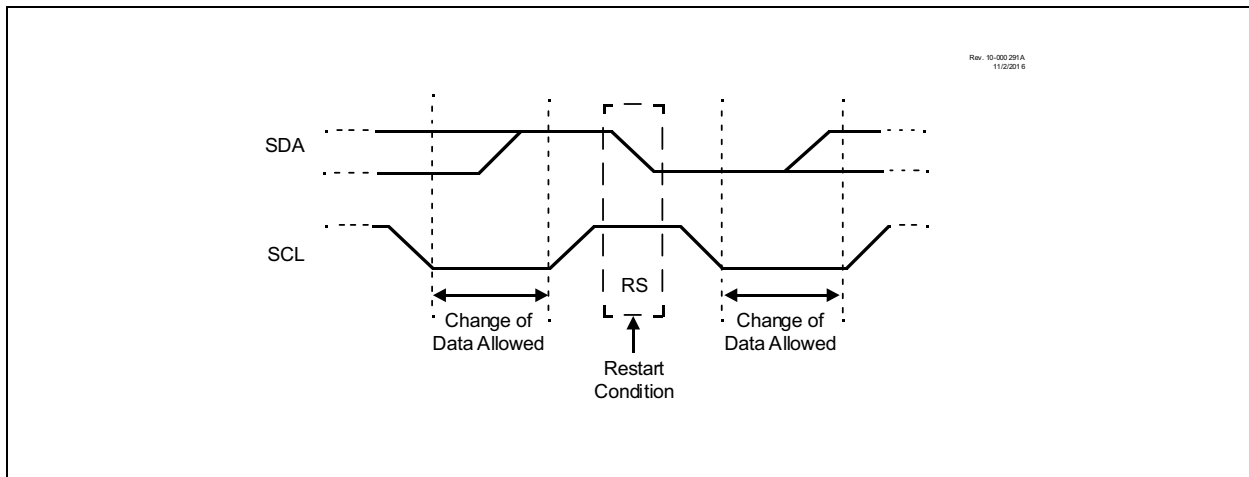 Rev. 10-000291A
11/2/2016
SDA
SCL
RS
Change of
Data Allowed
Change of
Data Allowed
Restart
Condition